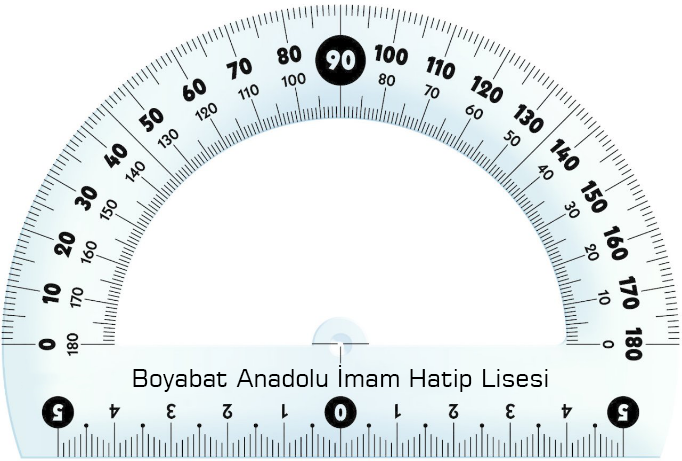 0 10 20 30 40 50 60 70 80 90 100 110 120 130 140 150 160 170 180
180 170 160 150 140 130 120 110 100 80 70 60 50 40 30 20 10 0
Boyabat Anadolu İmam Hatip Lisesi
5 4 3 2 1 0 1 2 3 4 5